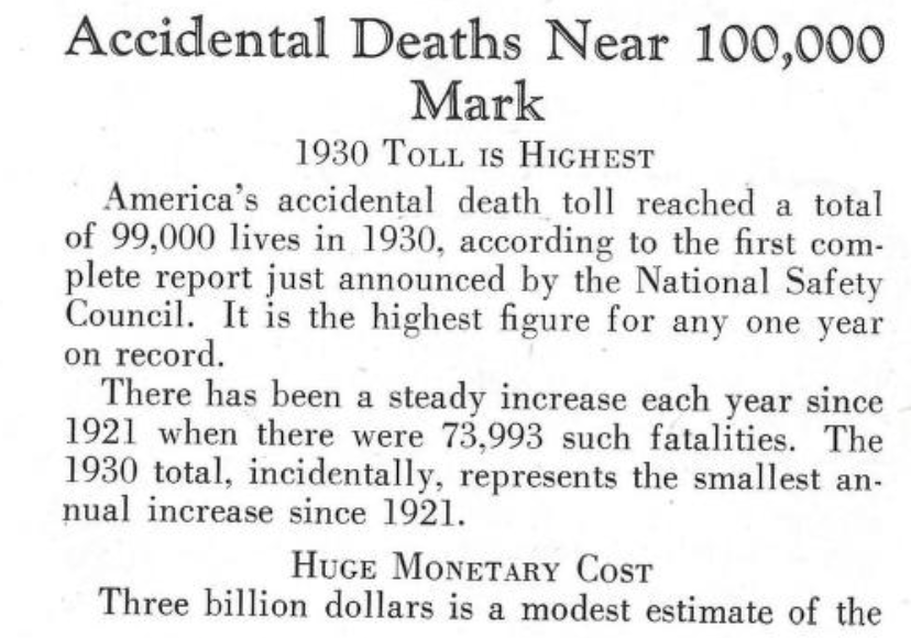 Accidental Deaths Near 100,000
Mark
1930 Toll is Highest
America's accidental death toll reached a total
of 99,000 lives in 1930, according to the first com-
plete report just announced by the National Safety
Council. It is the highest figure for any one year
on record.
There has been a steady increase each year since
1921 when there were 73,993 such fatalities. The
1930 total, incidentally, represents the smallest an-
nual increase since 1921.
Huge Monetary Cost
Three billion dollars is a modest estimate of the